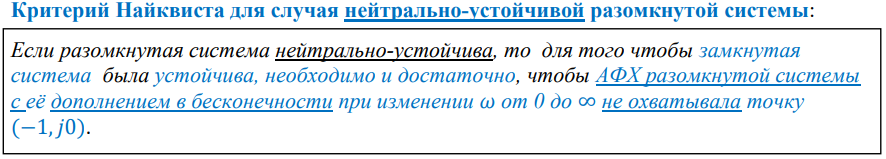 Критерий Найквиста для случая нейтрально-устойчивой разомкнутой системы:
Если разомкнутая система нейтрально-устойчива, то для того чтобы замкнутая
система была устойчива, необходимо и достаточно, чтобы АФХ разомкнутой системы
с её дополнением в бесконечности при изменении ω от 0 до ∞ не охватывала точку
(−1, j0).